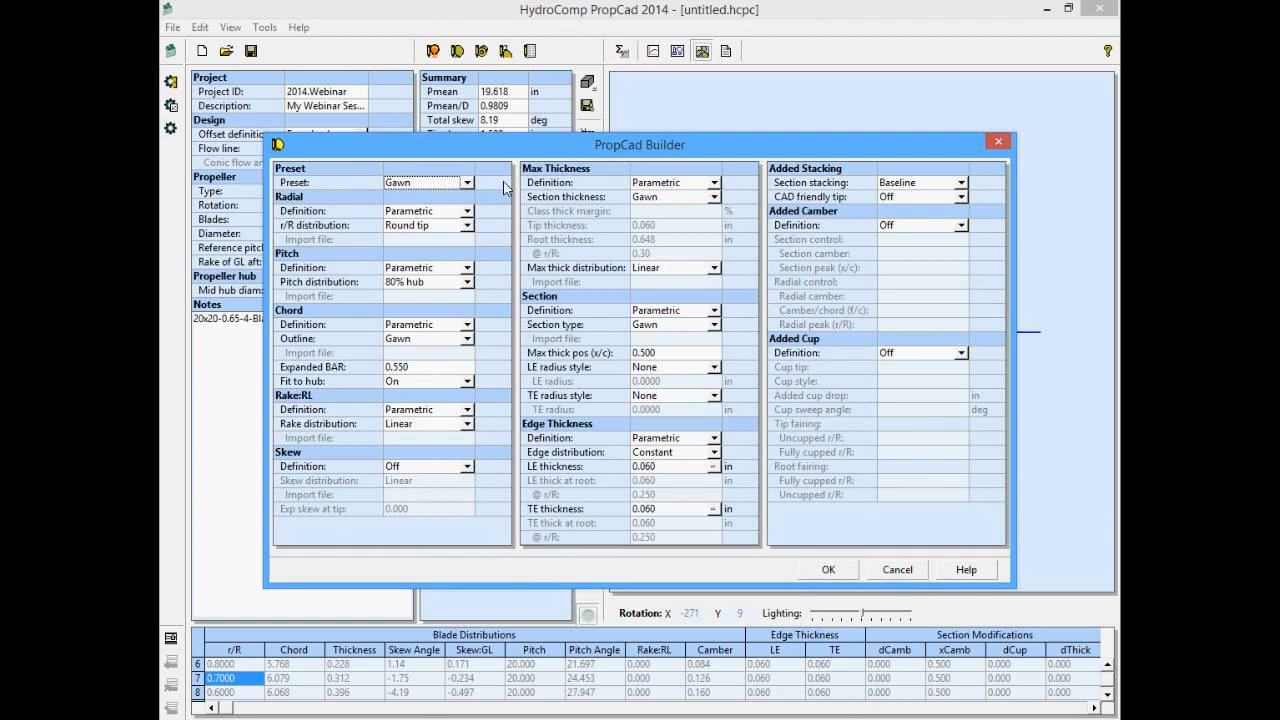 HydroComp PropCad 2014 - [untitled.hcpc]
File Edit View Tools Help
Project
Project ID: 2014.Webinar
Description: My Webinar Ses...
Design
Offset definitio
Flow line:
Conic flow an
Propeller
Type:
Rotation:
Blades:
Diameter:
Reference pitch
Rake of GL aft:
Propeller hub
Mid hub diam
Notes
20x20-0.65-4-Bla
Summary
Pmean 19.618 in
Pmean/D 0.9809
Total skew 8.19 deg
PropCad Builder
Preset
Preset: Gawn
Radial
Definition: Parametric
r/R distribution: Round tip
Import file:
Pitch
Definition: Parametric
Pitch distribution: 80% hub
Import file:
Chord
Definition: Parametric
Outline: Gawn
Import file:
Expanded BAR: 0.550
Fit to hub: On
Rake:RL
Definition: Parametric
Rake distribution: Linear
Import file:
Skew
Definition: Off
Skew distribution: Linear
Import file:
Exp skew at tip: 0.000
Max Thickness
Definition: Parametric
Section thickness: Gawn
Class thick margin: %
Tip thickness: 0.060 in
Root thickness: 0.648 in
@ r/R: 0.30
Max thick distribution: Linear
Import file:
Section
Definition: Parametric
Section type: Gawn
Import file:
Max thick pos (x/c): 0.500
LE radius style: None
LE radius: 0.0000 in
TE radius style: None
TE radius: 0.0000 in
Edge Thickness
Definition: Parametric
Edge distribution: Constant
LE thickness: 0.060 in
LE thick at root: 0.060 in
@ r/R: 0.250
TE thickness: 0.060 in
TE thick at root: 0.060 in
@ r/R: 0.250
Added Stacking
Section stacking: Baseline
CAD friendly tip: Off
Added Camber
Definition: Off
Section control:
Section camber:
Section peak (x/c):
Radial control:
Radial camber:
Camber/chord (f/c):
Radial peak (r/R):
Added Cup
Definition: Off
Cup tip:
Cup style:
Added cup drop: in
Cup sweep angle: deg
Tip fairing:
Uncupped r/R:
Fully cupped r/R:
Root fairing:
Fully cupped r/R:
Uncupped r/R:
OK Cancel Help
Rotation: X -271 Y 9 Lighting:
Blade Distributions Edge Thickness Section Modifications
r/R Chord Thickness Skew Angle Skew:GL Pitch Pitch Angle Rake:RL Camber LE TE dCamb xCamb dCup dThick
6 0.8000 5.768 0.228 1.14 0.171 20.000 21.697 0.000 0.084 0.060 0.060 0.000 0.500 0.000 0.000
7 0.7000 6.079 0.312 -1.75 -0.234 20.000 24.453 0.000 0.126 0.060 0.060 0.000 0.500 0.000 0.000
8 0.6000 6.068 0.396 -4.19 -0.497 20.000 27.947 0.000 0.160 0.060 0.060 0.000 0.500 0.000 0.000